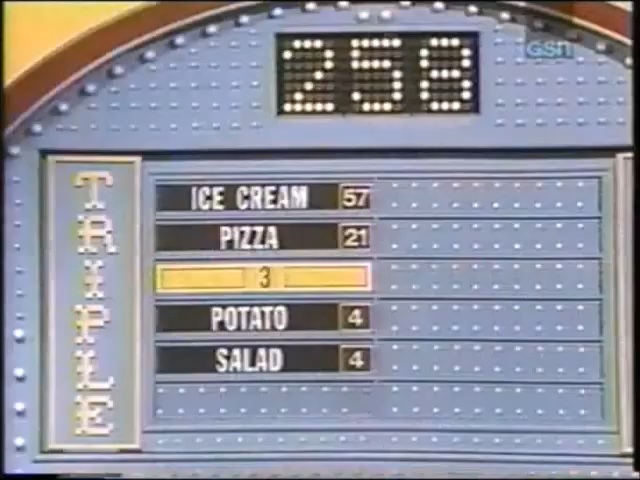 258
GSN
TRIPLE
ICE CREAM 57
PIZZA 21
3
POTATO 4
SALAD 4